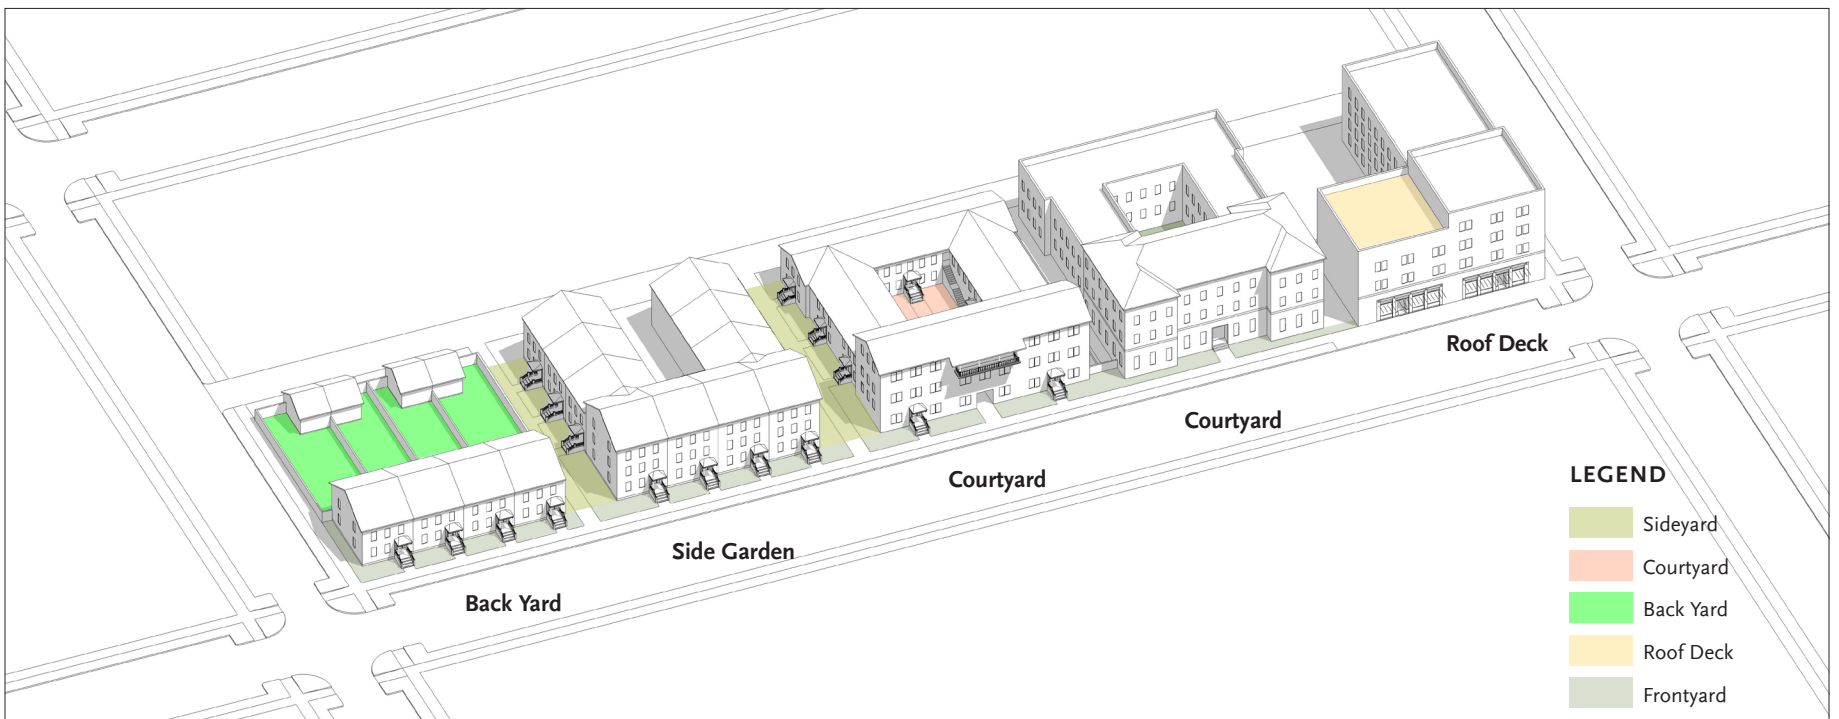 Roof Deck
Courtyard
Courtyard
Side Garden
Back Yard
LEGEND
Sideyard
Courtyard
Back Yard
Roof Deck
Frontyard